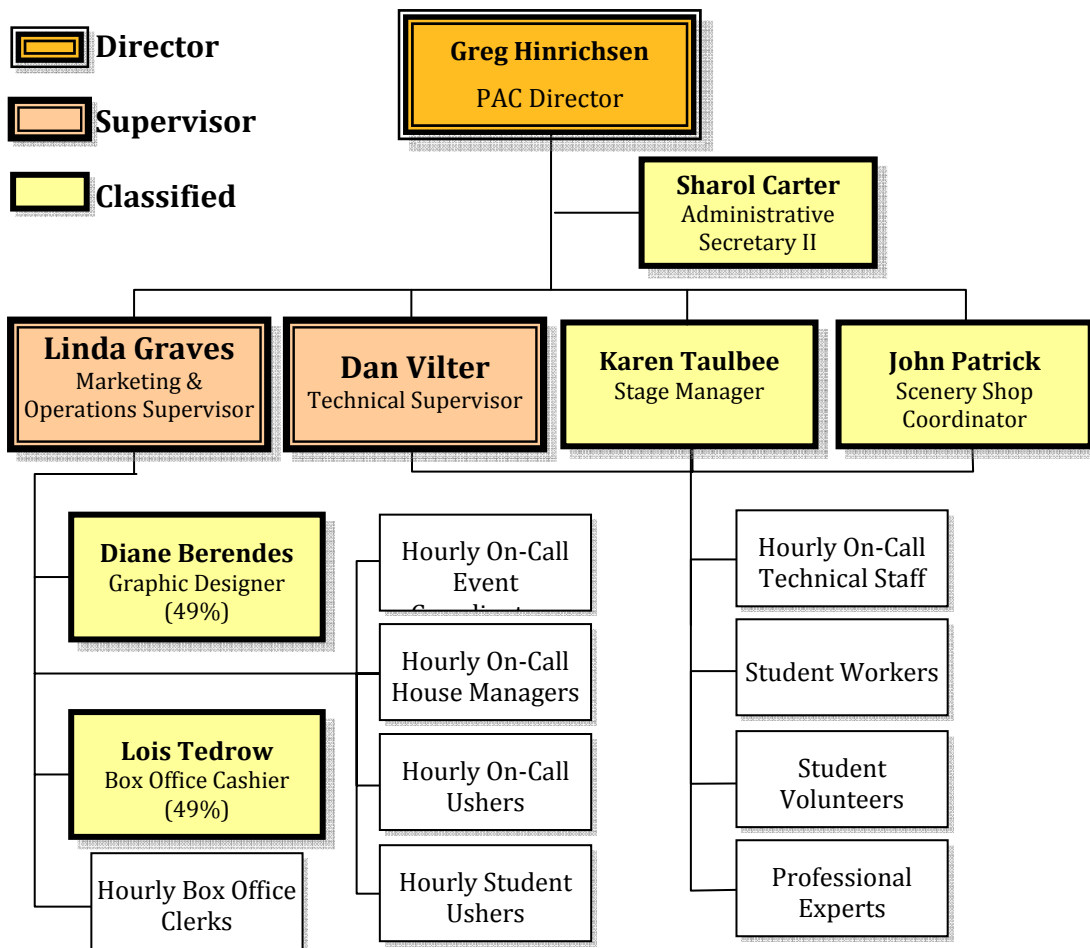 Director
Supervisor
Classified
Greg Hinrichsen
PAC Director
Sharol Carter
Administrative
Secretary II
Linda Graves
Marketing &
Operations Supervisor
Dan Vilter
Technical Supervisor
Karen Taulbee
Stage Manager
John Patrick
Scenery Shop
Coordinator
Diane Berendes
Graphic Designer
(49%)
Lois Tedrow
Box Office Cashier
(49%)
Hourly Box Office
Clerks
Hourly On-Call
Event
Hourly On-Call
House Managers
Hourly On-Call
Ushers
Hourly Student
Ushers
Hourly On-Call
Technical Staff
Student Workers
Student
Volunteers
Professional
Experts